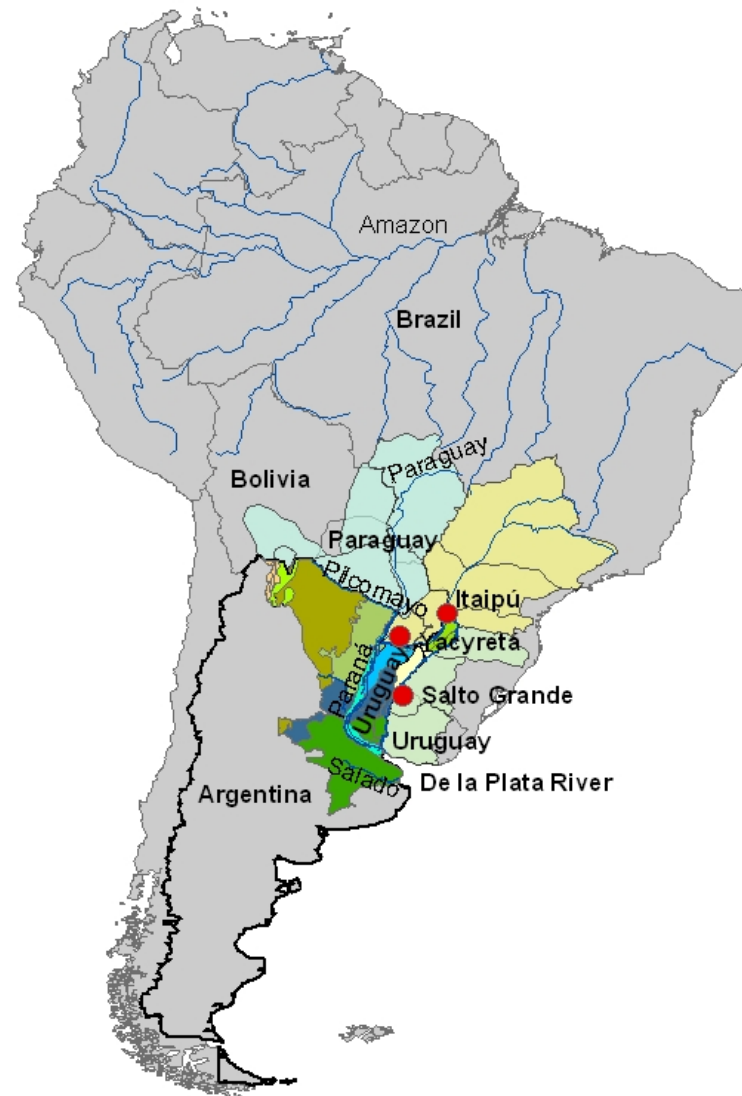 Amazon
Brazil
Paraguay
Bolivia
Paraguay
Pilcomayo
Itaipú
Yacyretá
Paraná
Uruguay
Salto Grande
Uruguay
Salado
De la Plata River
Argentina